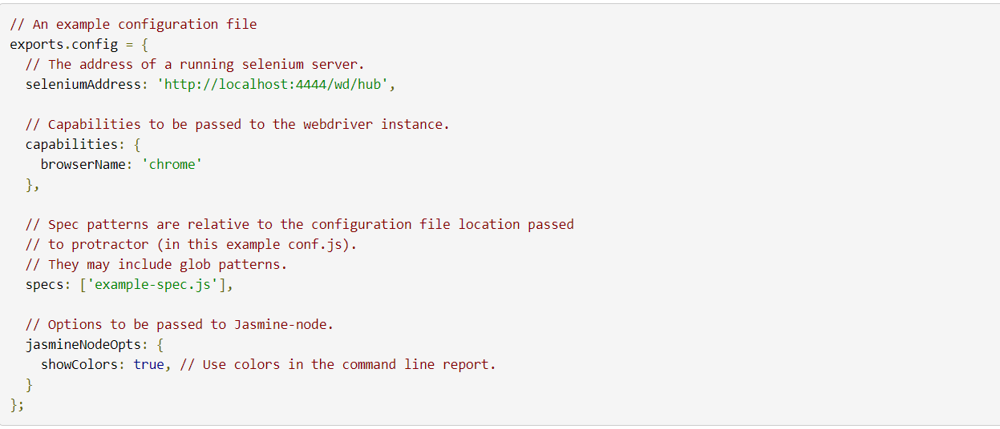 // An example configuration file
exports.config = {
  // The address of a running selenium server.
  seleniumAddress: 'http://localhost:4444/wd/hub',

  // Capabilities to be passed to the webdriver instance.
  capabilities: {
    browserName: 'chrome'
  },

  // Spec patterns are relative to the configuration file location passed
  // to protractor (in this example conf.js).
  // They may include glob patterns.
  specs: ['example-spec.js'],

  // Options to be passed to Jasmine-node.
  jasmineNodeOpts: {
    showColors: true, // Use colors in the command line report.
  }
};